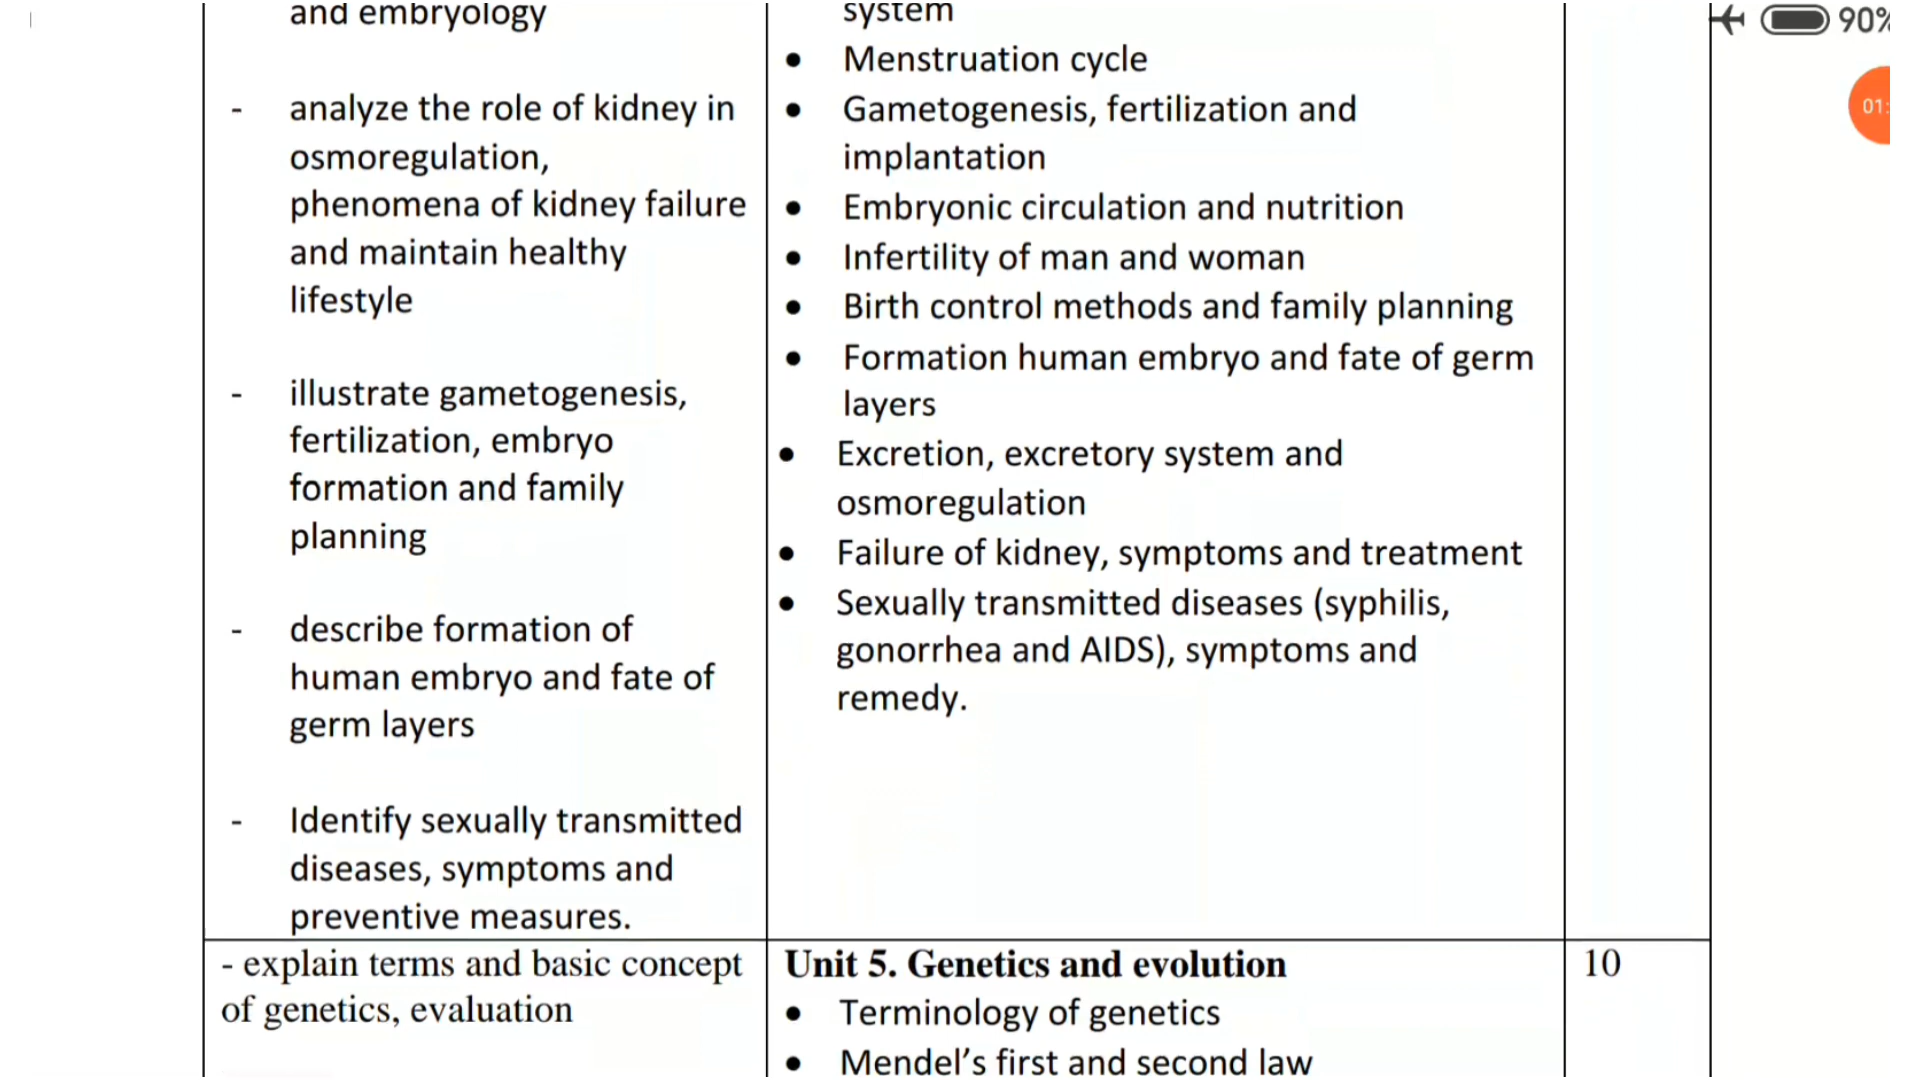 and embryology
- analyze the role of kidney in
osmoregulation,
phenomena of kidney failure
and maintain healthy
lifestyle
- illustrate gametogenesis,
fertilization, embryo
formation and family
planning
- describe formation of
human embryo and fate of
germ layers
- Identify sexually transmitted
diseases, symptoms and
preventive measures.
system
• Menstruation cycle
• Gametogenesis, fertilization and
implantation
• Embryonic circulation and nutrition
• Infertility of man and woman
• Birth control methods and family planning
• Formation human embryo and fate of germ
layers
• Excretion, excretory system and
osmoregulation
• Failure of kidney, symptoms and treatment
• Sexually transmitted diseases (syphilis,
gonorrhea and AIDS), symptoms and
remedy.
- explain terms and basic concept
of genetics, evaluation
Unit 5. Genetics and evolution
• Terminology of genetics
• Mendel’s first and second law
10
90%
01: